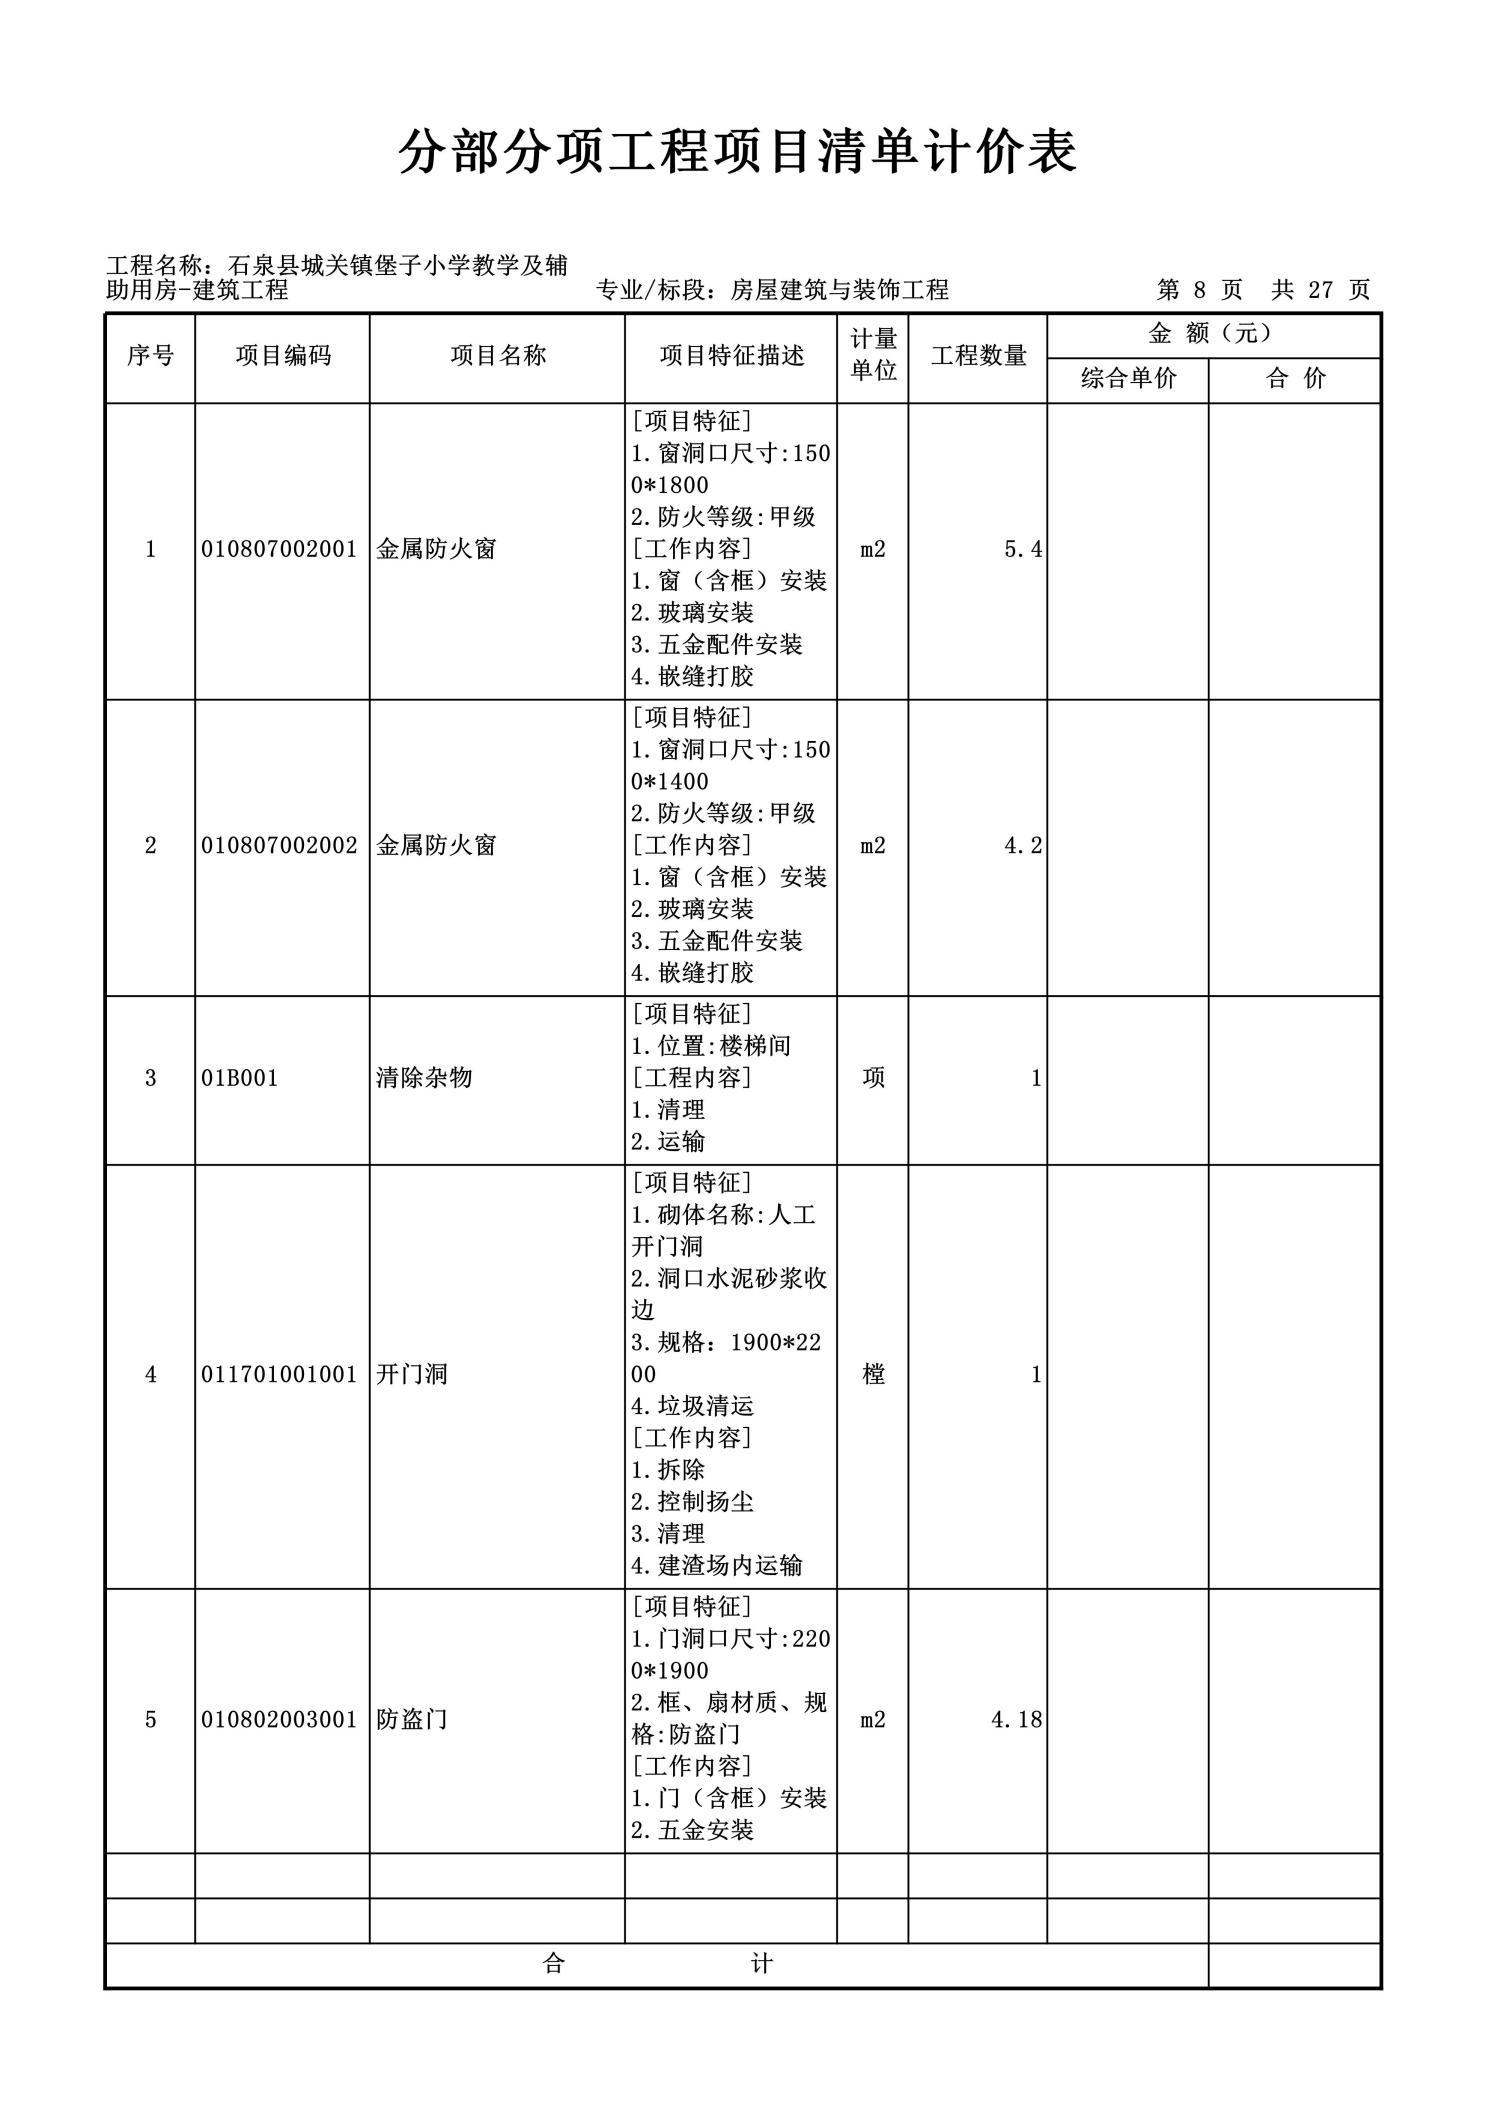 分部分项工程项目清单计价表
工程名称：石泉县城关镇堡子小学教学及辅
助用房-建筑工程
专业/标段：房屋建筑与装饰工程
第 8 页 共 27 页
序号
项目编码
项目名称
项目特征描述
计量
单位
工程数量
金 额（元）
综合单价
合 价
1
010807002001
金属防火窗
[项目特征]
1.窗洞口尺寸:150
0*1800
2.防火等级:甲级
[工作内容]
1.窗（含框）安装
2.玻璃安装
3.五金配件安装
4.嵌缝打胶
m2
5.4
2
010807002002
金属防火窗
[项目特征]
1.窗洞口尺寸:150
0*1400
2.防火等级:甲级
[工作内容]
1.窗（含框）安装
2.玻璃安装
3.五金配件安装
4.嵌缝打胶
m2
4.2
3
01B001
清除杂物
[项目特征]
1.位置:楼梯间
[工程内容]
1.清理
2.运输
项
1
4
011701001001
开门洞
[项目特征]
1.砌体名称:人工
开门洞
2.洞口水泥砂浆收
边
3.规格：1900*22
00
4.垃圾清运
[工作内容]
1.拆除
2.控制扬尘
3.清理
4.建渣场内运输
樘
1
5
010802003001
防盗门
[项目特征]
1.门洞口尺寸:220
0*1900
2.框、扇材质、规
格:防盗门
[工作内容]
1.门（含框）安装
2.五金安装
m2
4.18
合 计